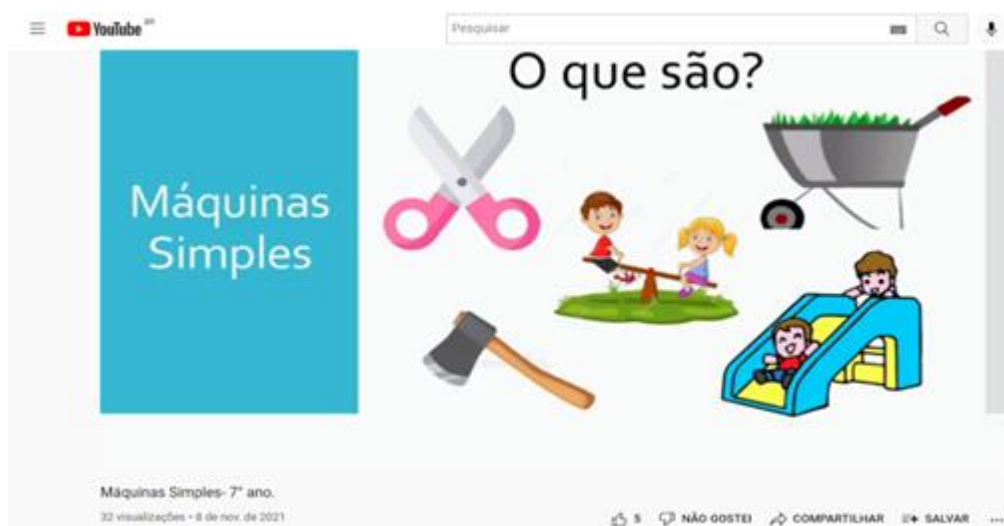 YouTube BR
Pesquisar
O que são?
Máquinas
Simples
Máquinas Simples- 7° ano.
32 visualizações • 8 de nov. de 2021
5 NÃO GOSTEI COMPARTILHAR SALVAR ...